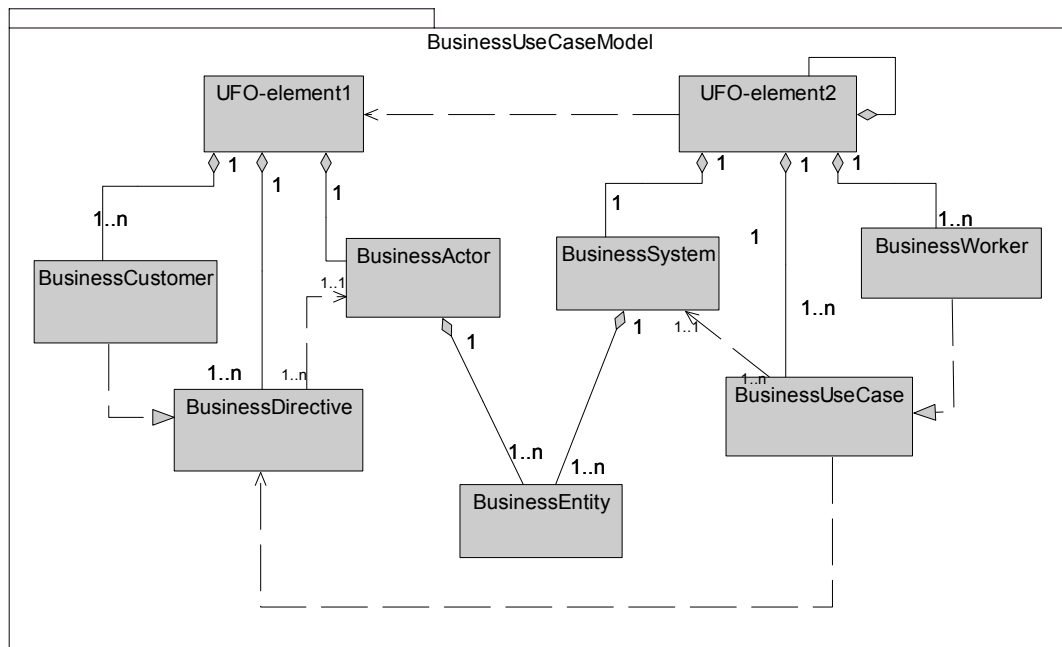 BusinessUseCaseModel
UFO-element1
UFO-element2
1
1
1
1
1
1
1..n
1
1
1..n
BusinessCustomer
BusinessActor
BusinessSystem
BusinessWorker
1..1
1
1
1..1
1..n
1..n
1..n
1..n
BusinessDirective
BusinessUseCase
1..n
1..n
BusinessEntity